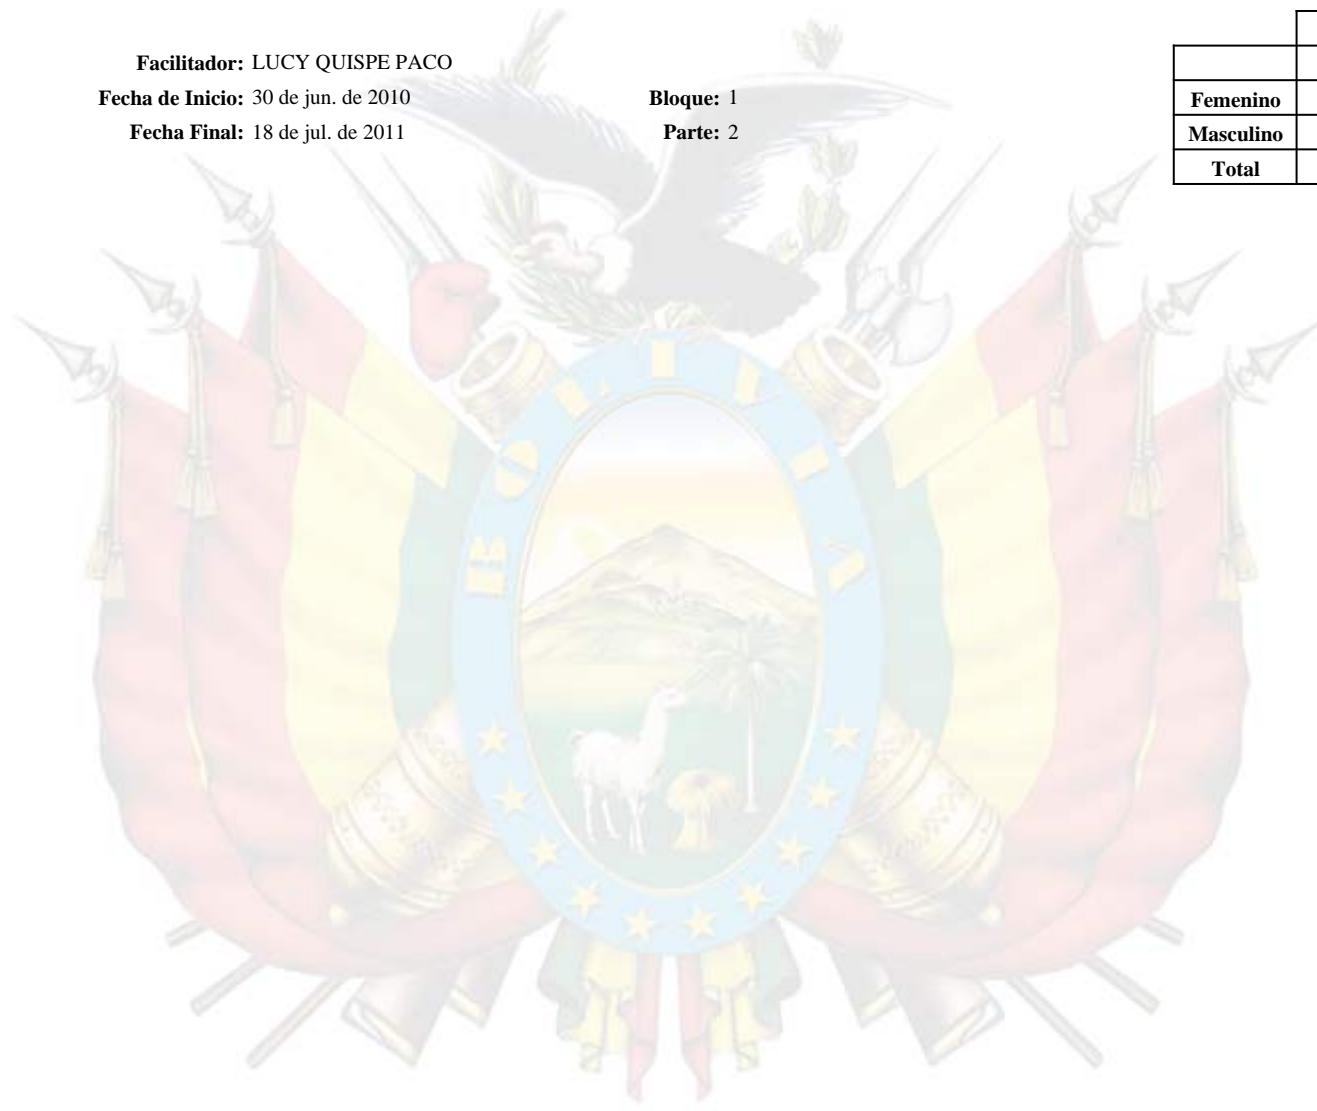 Facilitador: LUCY QUISPE PACO
Fecha de Inicio: 30 de jun. de 2010
Bloque: 1
Fecha Final: 18 de jul. de 2011
Parte: 2
Femenino
Masculino
Total
BOLIVIA